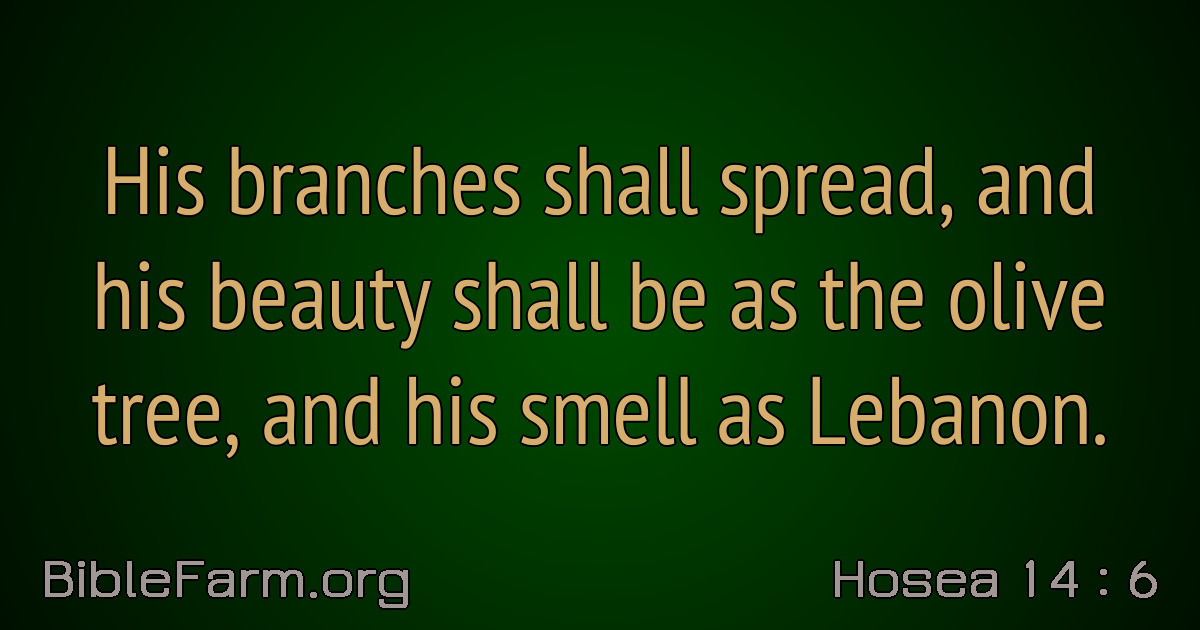 His branches shall spread, and
his beauty shall be as the olive
tree, and his smell as Lebanon.
BibleFarm.org
Hosea 14 : 6